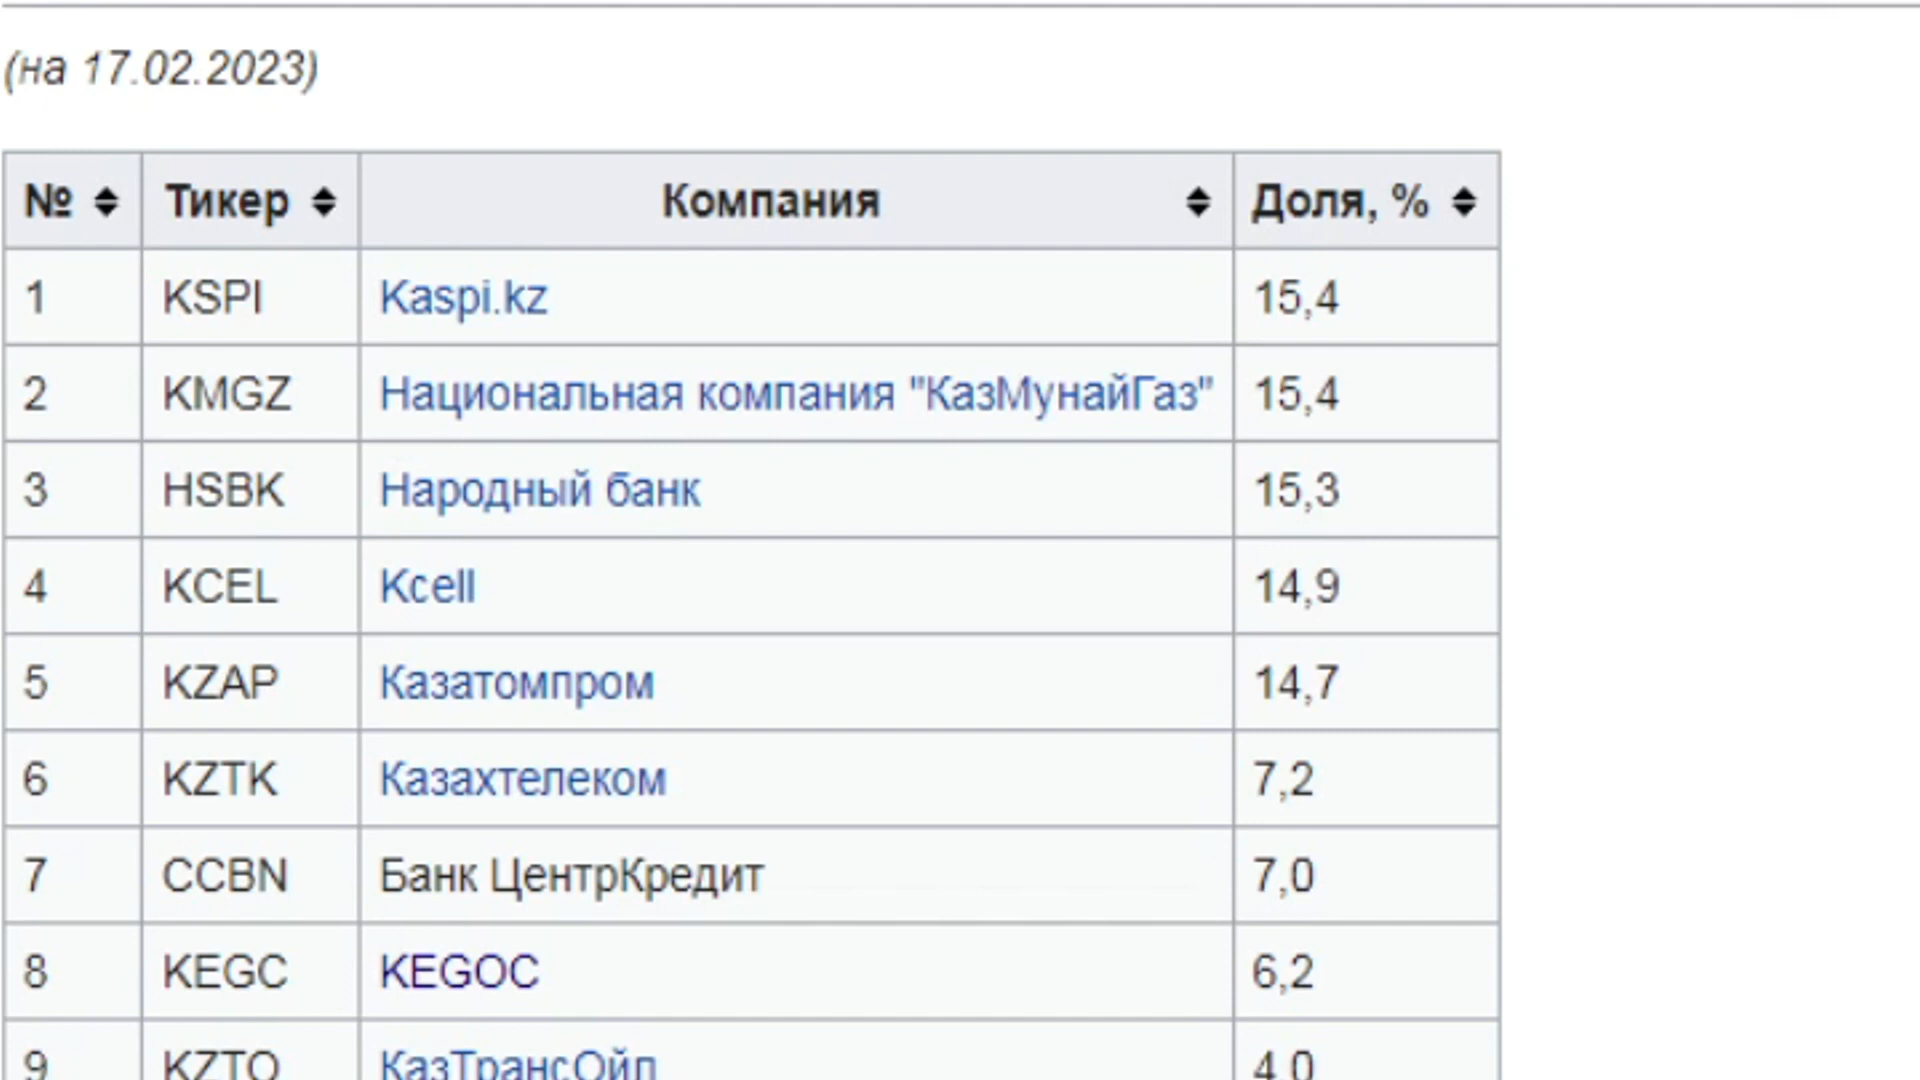 (на 17.02.2023)
№ Тикер Компания Доля, %
1 KSPI Kaspi.kz 15,4
2 KMGZ Национальная компания "КазМунайГаз" 15,4
3 HSBK Народный банк 15,3
4 KCEL Kcell 14,9
5 KZAP Казатомпром 14,7
6 KZTK Казахтелеком 7,2
7 CCBN Банк ЦентрКредит 7,0
8 KEGC KEGOC 6,2
9 KZTO КазТрансОйл 4,0